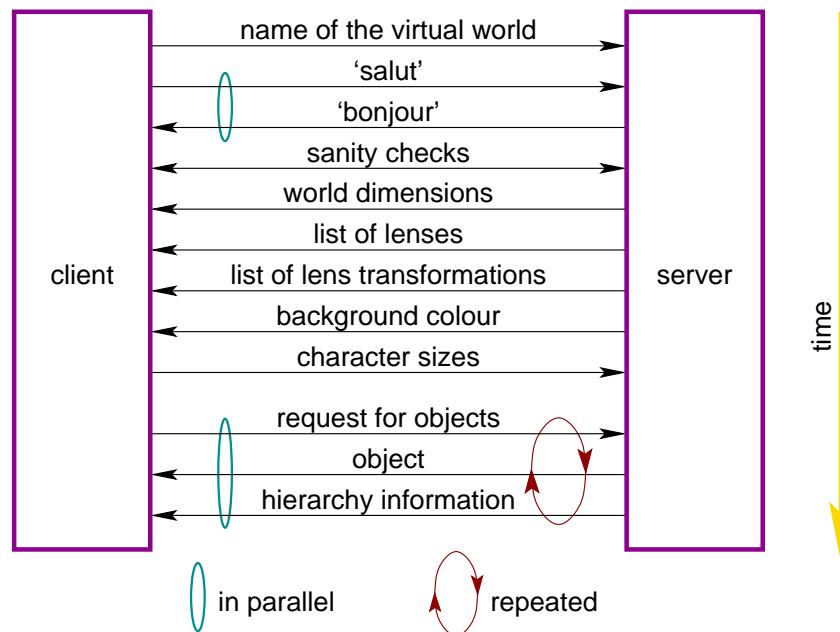 name of the virtual world
‘salut’
‘bonjour’
sanity checks
world dimensions
list of lenses
client
list of lens transformations
server
background colour
time
character sizes
request for objects
object
hierarchy information
in parallel
repeated